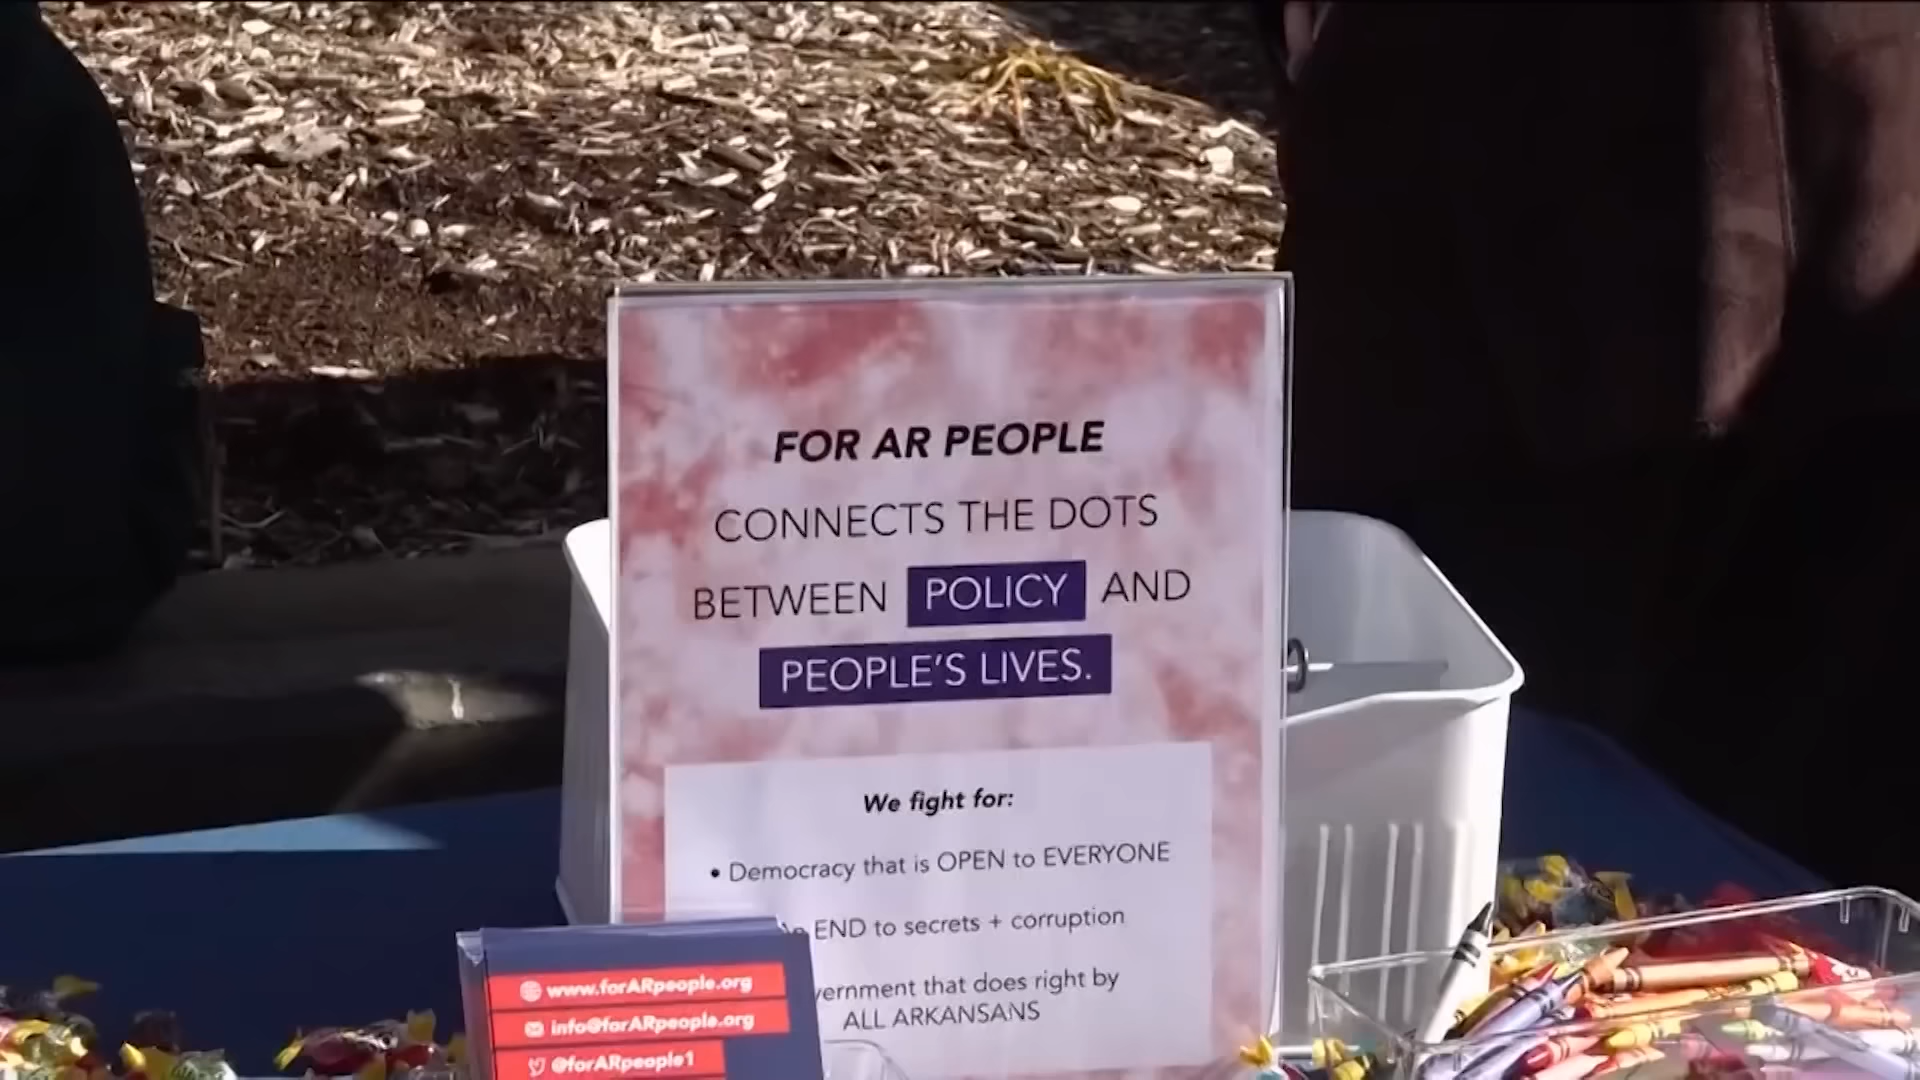 FOR AR PEOPLE
CONNECTS THE DOTS
BETWEEN POLICY AND
PEOPLE'S LIVES.
We fight for:
• Democracy that is OPEN to EVERYONE
END to secrets + corruption
that does right by
ALL ARKANSANS
www.forARpeople.org
info@forARpeople.org
@forARpeople1